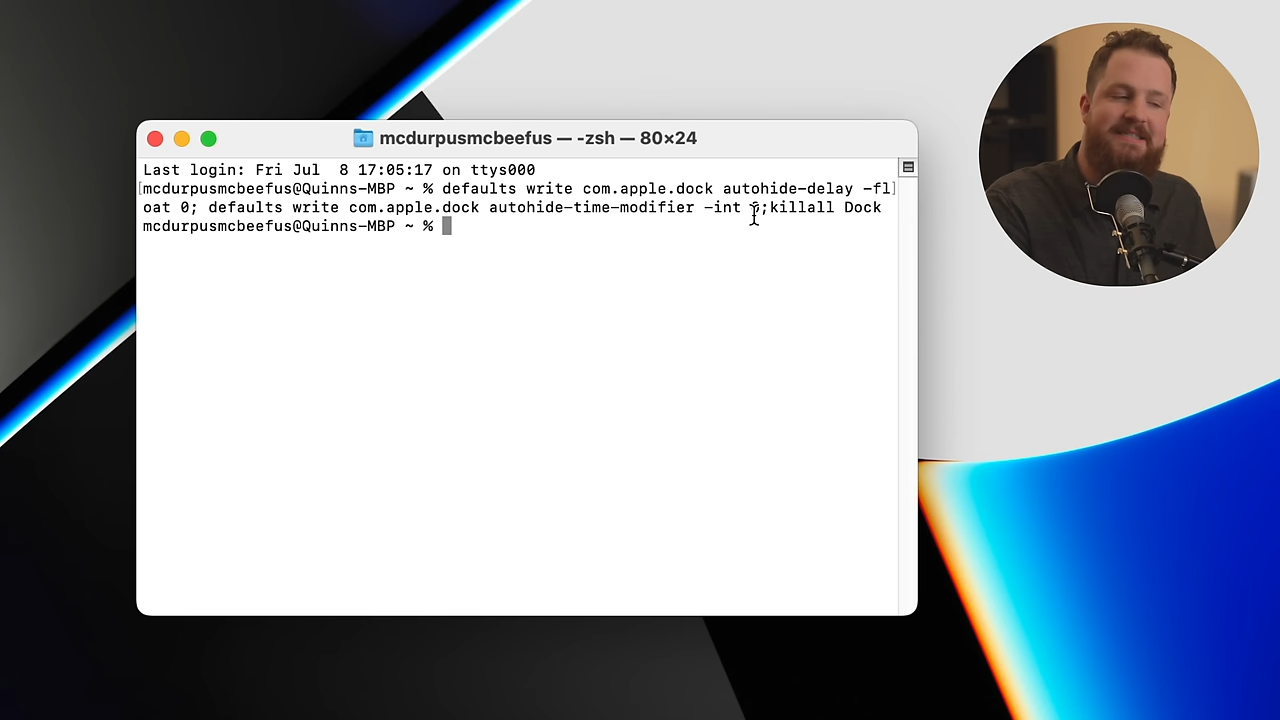 mcdurpusmcbeefus — -zsh — 80×24
Last login: Fri Jul  8 17:05:17 on ttys000
[mcdurpusmcbeefus@Quinns-MBP ~ % defaults write com.apple.dock autohide-delay –fl]
oat 0; defaults write com.apple.dock autohide-time-modifier –int ;killall Dock
mcdurpusmcbeefus@Quinns-MBP ~ %